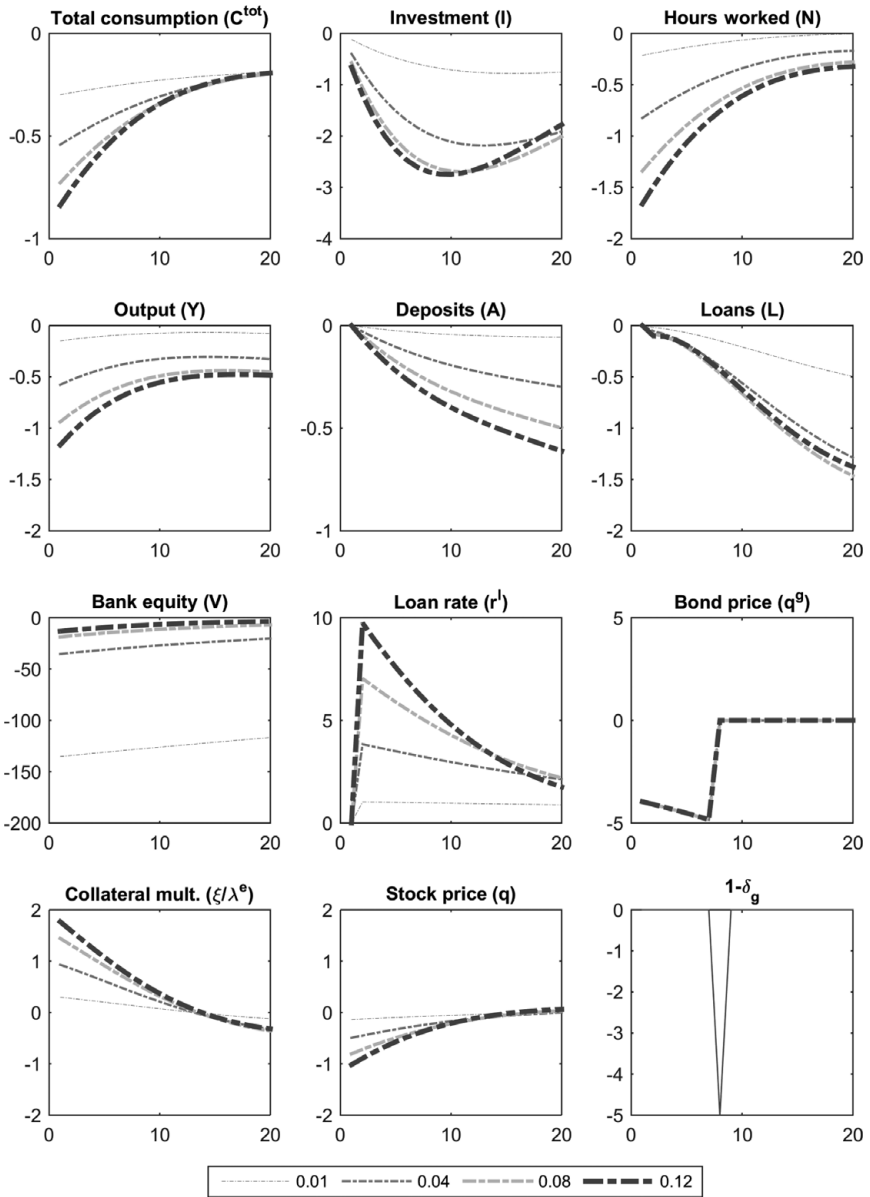 Total consumption (C^tot) Investment (I) Hours worked (N)
0 0 0
-0.5 -1 -0.5
-2 -1
-3 -1.5
-1 -4 -2
0 10 20 0 10 20 0 10 20
Output (Y) Deposits (A) Loans (L)
0 0 0
-0.5 -0.5
-1 -0.5 -1
-1.5 -1.5
-2 -1 -2
0 10 20 0 10 20 0 10 20
Bank equity (V) Loan rate (r^l) Bond price (q^g)
0 10 5
-50
-100 5 0
-150
-200 0 -5
0 10 20 0 10 20 0 10 20
Collateral mult. (ξ/λ^e) Stock price (q) 1-δ_g
2 2 0
1 1 -1
-2
0 0
-3
-1 -1 -4
-2 -2 -5
0 10 20 0 10 20 0 10 20
0.01 0.04 0.08 0.12